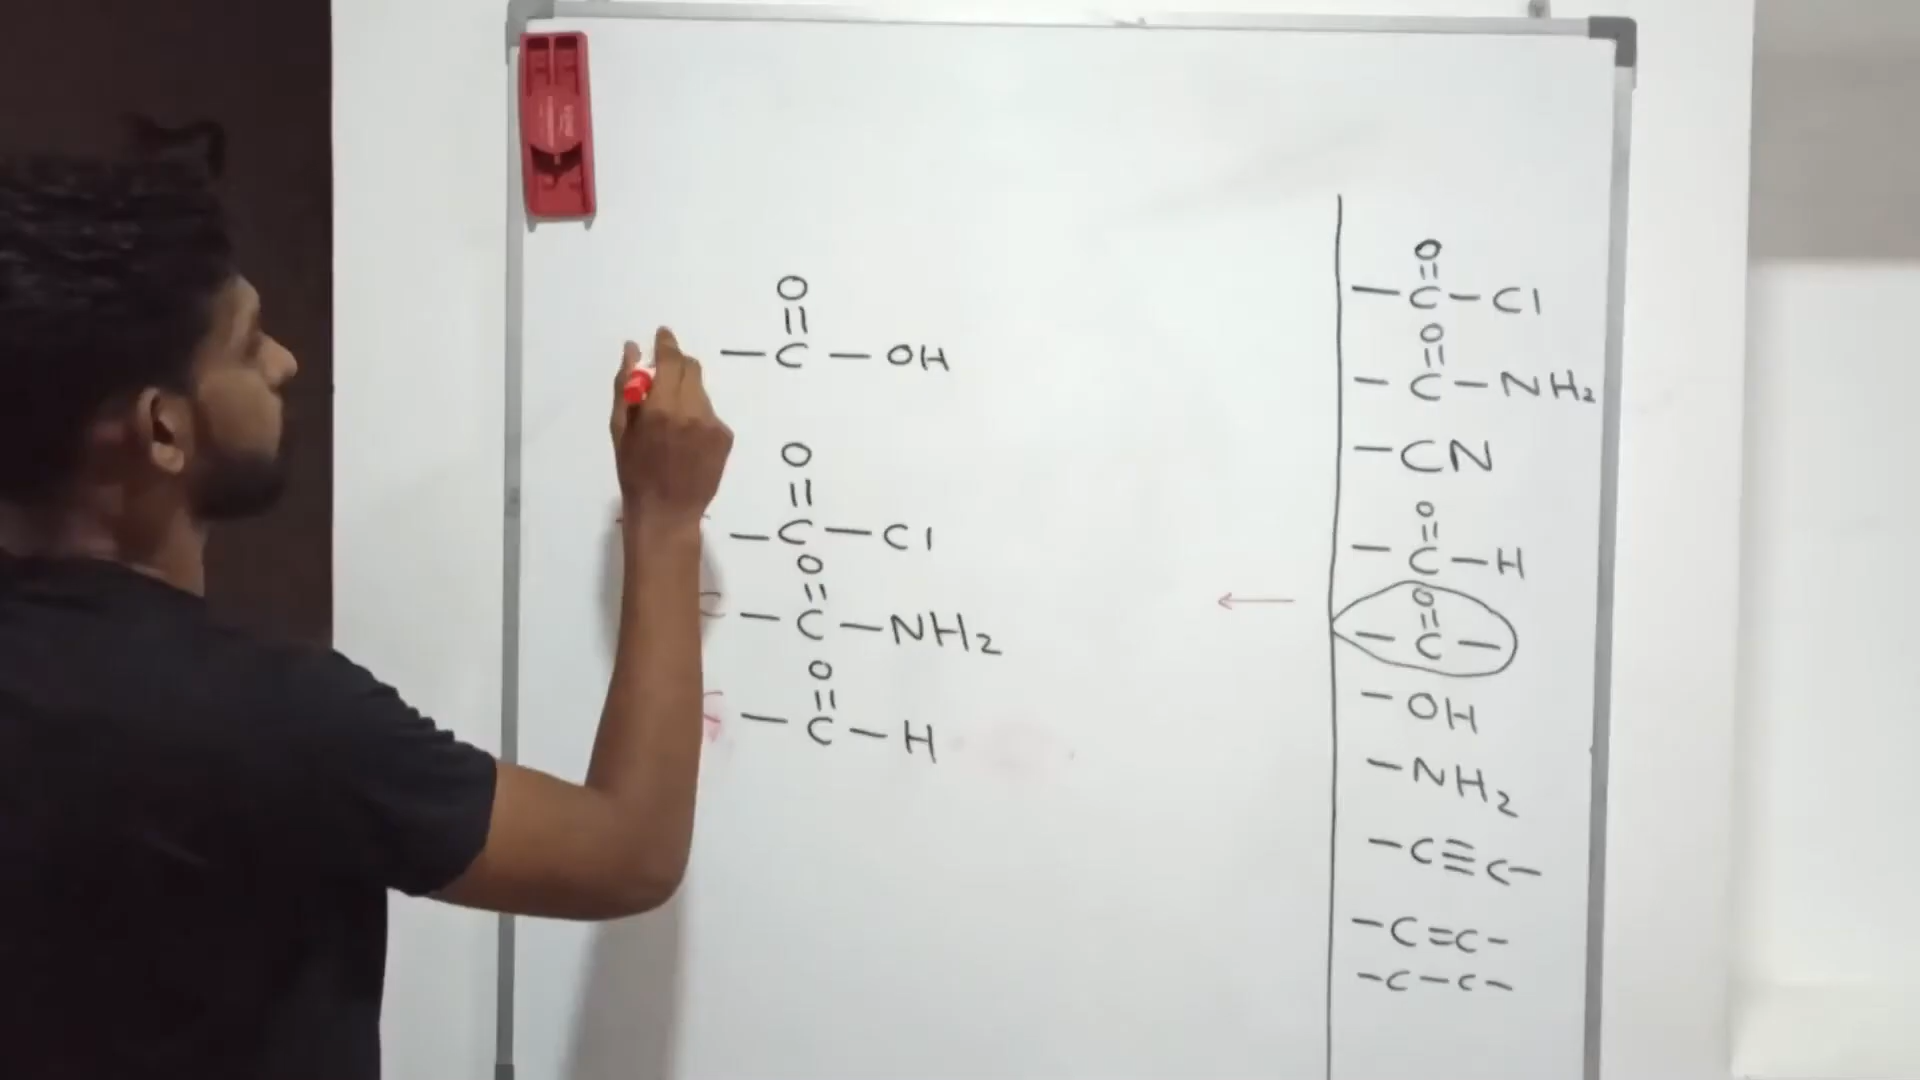 O
||
— C — OH
O
||
— C — Cl
O
||
— C — NH2
O
||
— C — H
←
O
||
— C — Cl
O
||
— C — NH2
— CN
O
||
— C — H
O
||
— C —
— OH
— NH2
— C ≡ C —
— C = C —
— C — C —